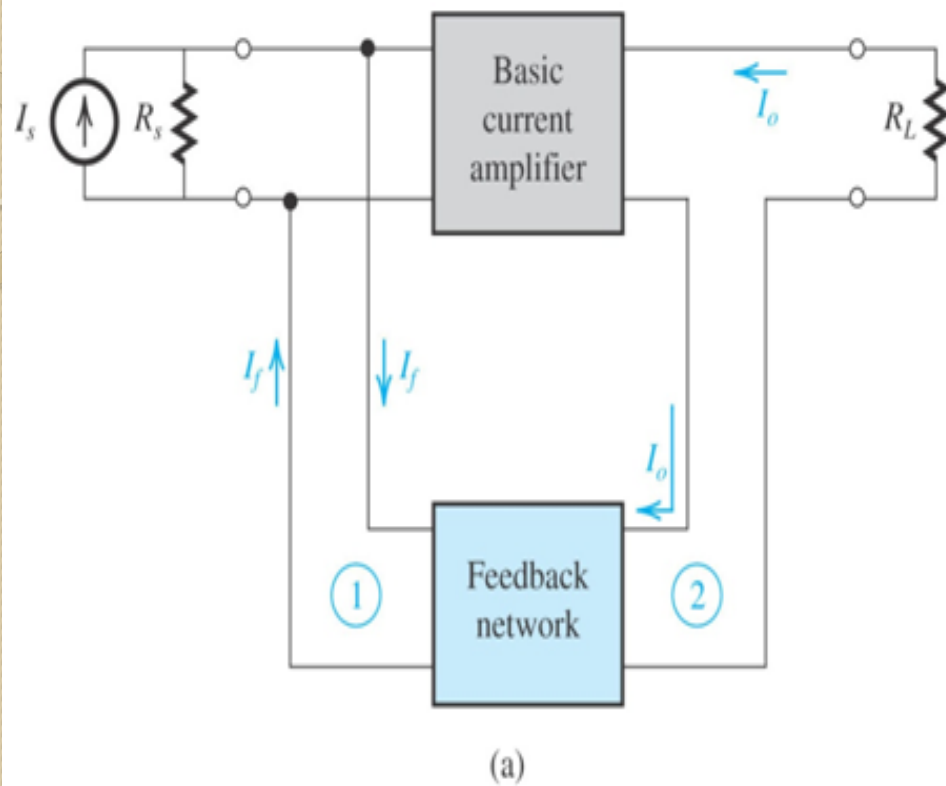 Basic
current
amplifier
I_o
I_s
R_s
R_L
I_f
I_f
I_o
1
Feedback
network
2
(a)